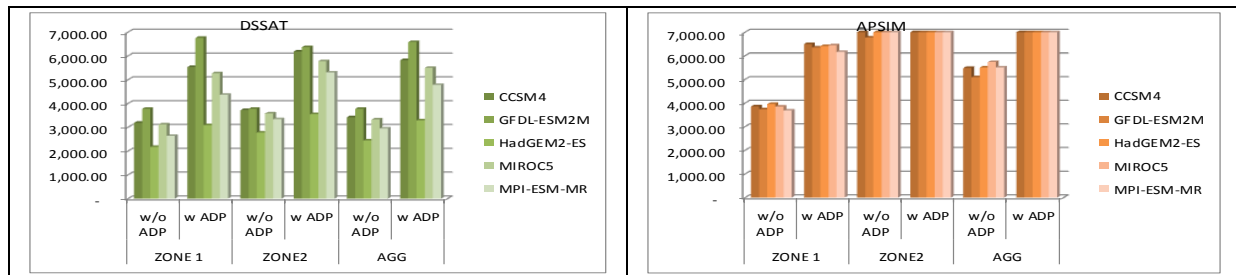 DSSAT
7,000.00
6,000.00
5,000.00
4,000.00
3,000.00
2,000.00
1,000.00
-
w/o ADP
w ADP
w/o ADP
w ADP
w/o ADP
w ADP
ZONE 1
ZONE2
AGG
CCSM4
GFDL-ESM2M
HadGEM2-ES
MIROC5
MPI-ESM-MR
APSIM
7,000.00
6,000.00
5,000.00
4,000.00
3,000.00
2,000.00
1,000.00
-
w/o ADP
w ADP
w/o ADP
w ADP
w/o ADP
w ADP
ZONE 1
ZONE2
AGG
CCSM4
GFDL-ESM2M
HadGEM2-ES
MIROC5
MPI-ESM-MR